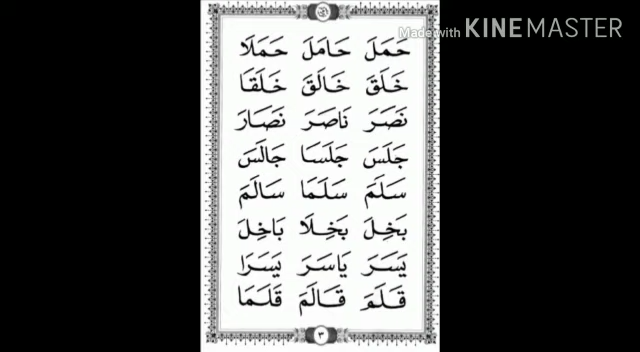 Made with KINEMASTER
حَمَلَ حَامَلَ حَمَلَا
خَلَقَ خَالَقَ خَلَقَا
نَصَرَ نَاصَرَ نَصَارَ
جَلَسَ جَلَسَا جَالَسَ
سَلَمَ سَلَمَا سَالَمَ
بَخِلَ بَخِلَا بَاخِلَ
يَسَرَ يَاسَرَ يَسَرَا
قَلَمَ قَالَمَ قَلَمَا
٣